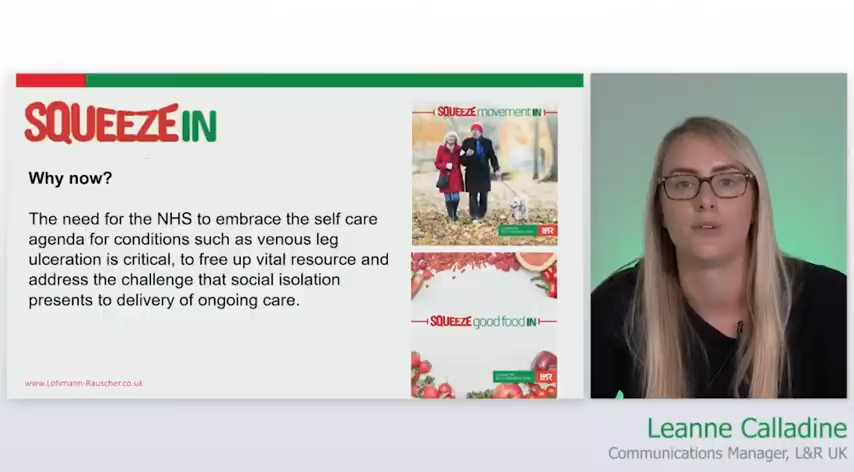 SQUEEZE IN
Why now?
The need for the NHS to embrace the self care
agenda for conditions such as venous leg
ulceration is critical, to free up vital resource and
address the challenge that social isolation
presents to delivery of ongoing care.
www.Lohmann-Rauscher.co.uk
SQUEEZE movement IN
L&R
SQUEEZE good food IN
L&R
Leanne Calladine
Communications Manager, L&R UK